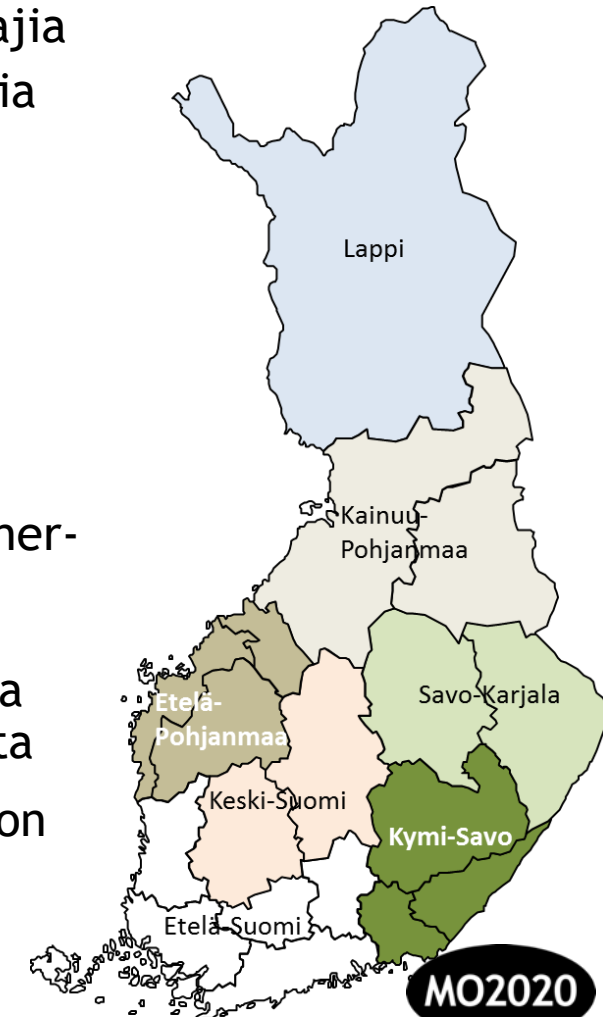 ajia
ia
Lappi
Kainuu-
Pohjanmaa
ner-
a
ta
on
Etelä-
Pohjanmaa
Savo-Karjala
Keski-Suomi
Kymi-Savo
Etelä-Suomi
MO2020